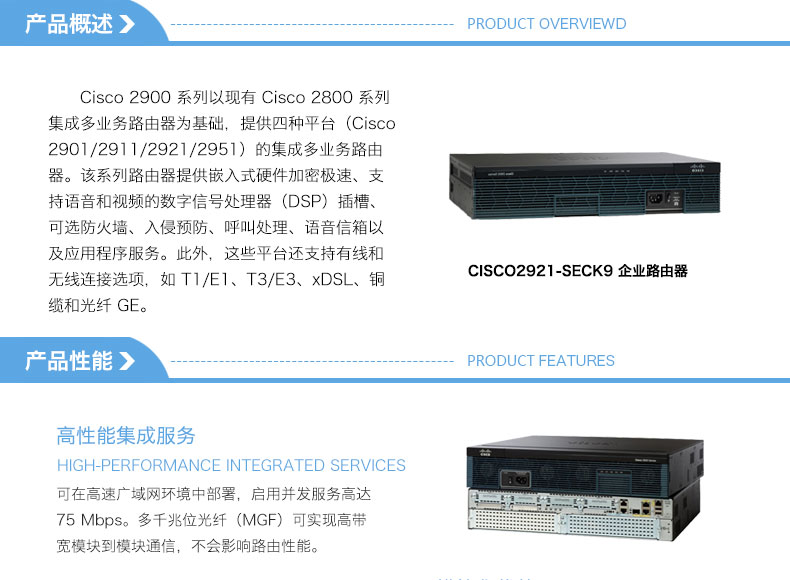 产品概述
PRODUCT OVERVIEWD
Cisco 2900 系列以现有 Cisco 2800 系列
集成多业务路由器为基础，提供四种平台（Cisco
2901/2911/2921/2951）的集成多业务路由
器。该系列路由器提供嵌入式硬件加密极速、支
持语音和视频的数字信号处理器（DSP）插槽、
可选防火墙、入侵预防、呼叫处理、语音信箱以
及应用程序服务。此外，这些平台还支持有线和
无线连接选项，如 T1/E1、T3/E3、xDSL、铜
缆和光纤 GE。
CISCO2921-SECK9 企业路由器
产品性能
PRODUCT FEATURES
高性能集成服务
HIGH-PERFORMANCE INTEGRATED SERVICES
可在高速广域网环境中部署，启用并发服务高达
75 Mbps。多千兆位光纤（MGF）可实现高带
宽模块到模块通信，不会影响路由性能。